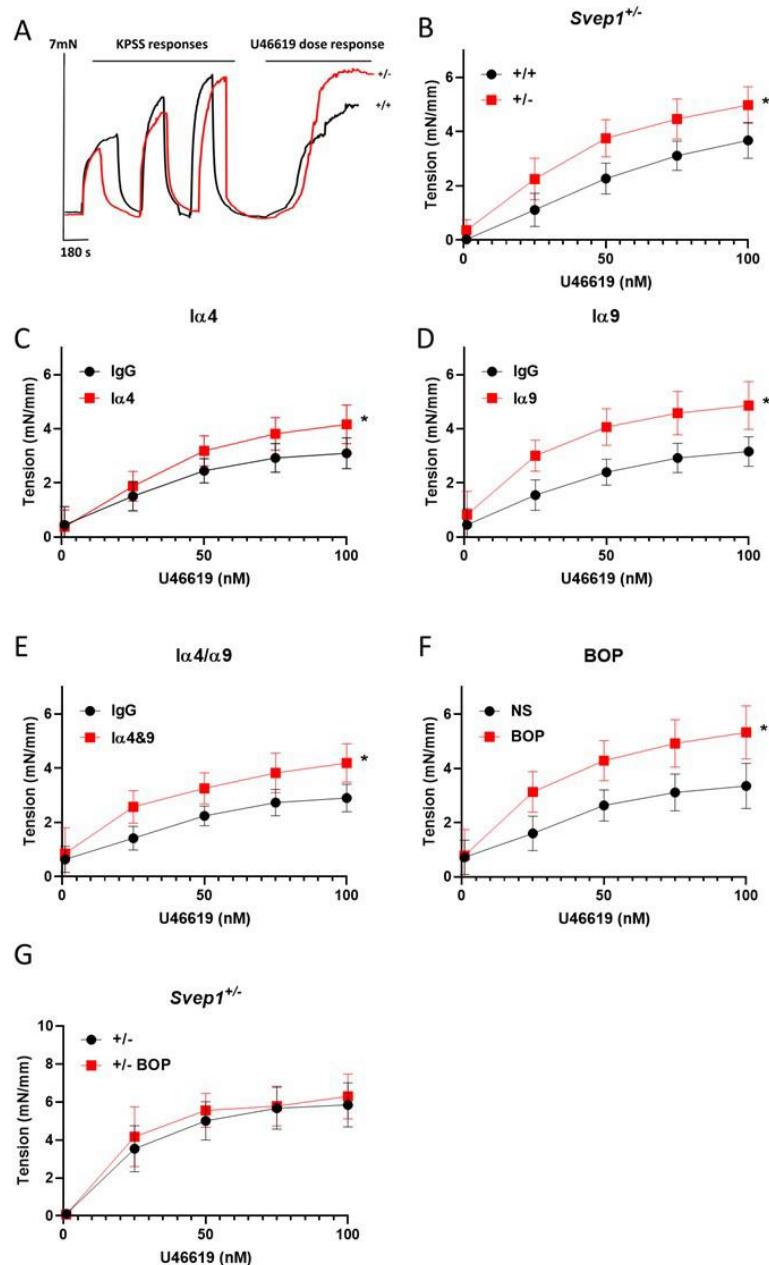 A
7mN
KPSS responses
U46619 dose response
+/-
+/+
180 s
B
Svep1+/-
+/+
+/-
Tension (mN/mm)
6
4
2
0
*
0 50 100
U46619 (nM)
C
Iα4
IgG
Iα4
Tension (mN/mm)
6
4
2
0
*
0 50 100
U46619 (nM)
D
Iα9
IgG
Iα9
Tension (mN/mm)
6
4
2
0
*
0 50 100
U46619 (nM)
E
Iα4/α9
IgG
Iα4&9
Tension (mN/mm)
6
4
2
0
*
0 50 100
U46619 (nM)
F
BOP
NS
BOP
Tension (mN/mm)
6
4
2
0
*
0 50 100
U46619 (nM)
G
Svep1+/-
+/-
+/- BOP
Tension (mN/mm)
10
8
6
4
2
0
0 50 100
U46619 (nM)